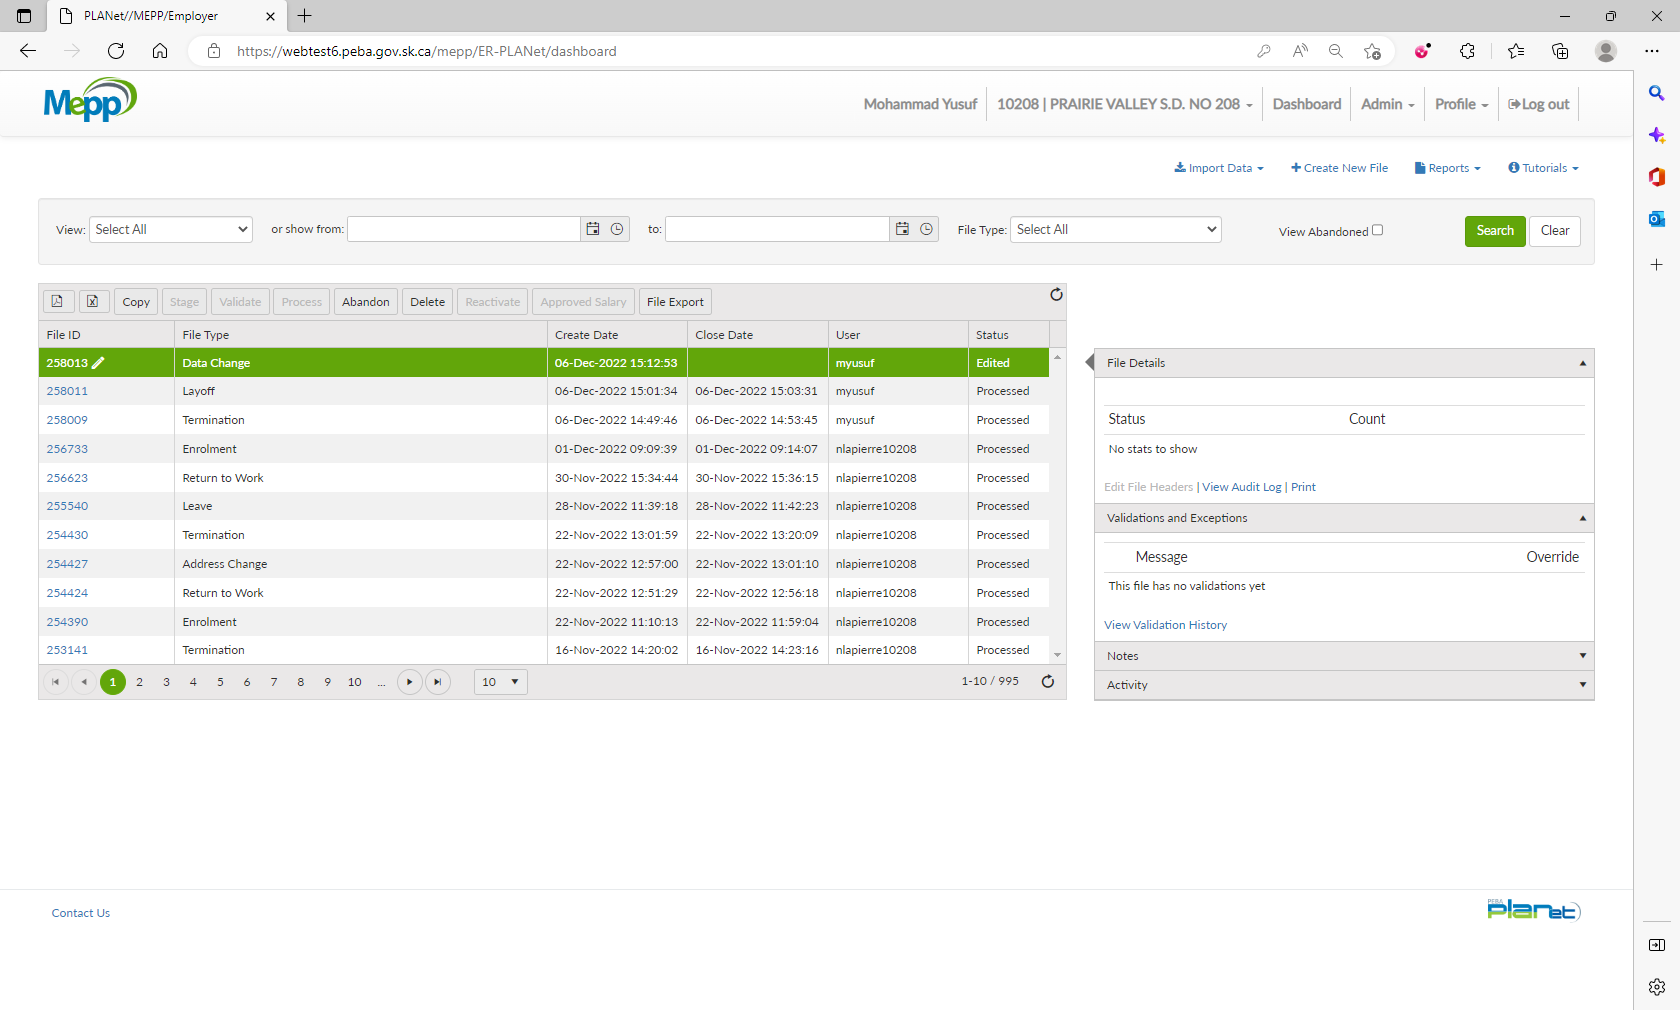 PLANet//MEPP/Employer
https://webtest6.peba.gov.sk.ca/mepp/ER-PLANet/dashboard
Mepp
Mohammad Yusuf
10208 | PRAIRIE VALLEY S.D. NO 208
Dashboard
Admin
Profile
Log out
Import Data
Create New File
Reports
Tutorials
View: Select All or show from: to: File Type: Select All View Abandoned Search Clear
Copy Stage Validate Process Abandon Delete Reactivate Approved Salary File Export
File ID File Type Create Date Close Date User Status
258013 Data Change 06-Dec-2022 15:12:53 myusuf Edited
258011 Layoff 06-Dec-2022 15:01:34 06-Dec-2022 15:03:31 myusuf Processed
258009 Termination 06-Dec-2022 14:49:46 06-Dec-2022 14:53:45 myusuf Processed
256733 Enrolment 01-Dec-2022 09:09:39 01-Dec-2022 09:14:07 nlapierre10208 Processed
256623 Return to Work 30-Nov-2022 15:34:44 30-Nov-2022 15:36:15 nlapierre10208 Processed
255540 Leave 28-Nov-2022 11:39:18 28-Nov-2022 11:42:23 nlapierre10208 Processed
254430 Termination 22-Nov-2022 13:01:59 22-Nov-2022 13:20:09 nlapierre10208 Processed
254427 Address Change 22-Nov-2022 12:57:00 22-Nov-2022 13:01:10 nlapierre10208 Processed
254424 Return to Work 22-Nov-2022 12:51:29 22-Nov-2022 12:56:18 nlapierre10208 Processed
254390 Enrolment 22-Nov-2022 11:10:13 22-Nov-2022 11:59:04 nlapierre10208 Processed
253141 Termination 16-Nov-2022 14:20:02 16-Nov-2022 14:23:16 nlapierre10208 Processed
1 2 3 4 5 6 7 8 9 10 ... 10 1-10 / 995
File Details
Status Count
No stats to show
Edit File Headers | View Audit Log | Print
Validations and Exceptions
Message Override
This file has no validations yet
View Validation History
Notes
Activity
Contact Us
PEBA
planet